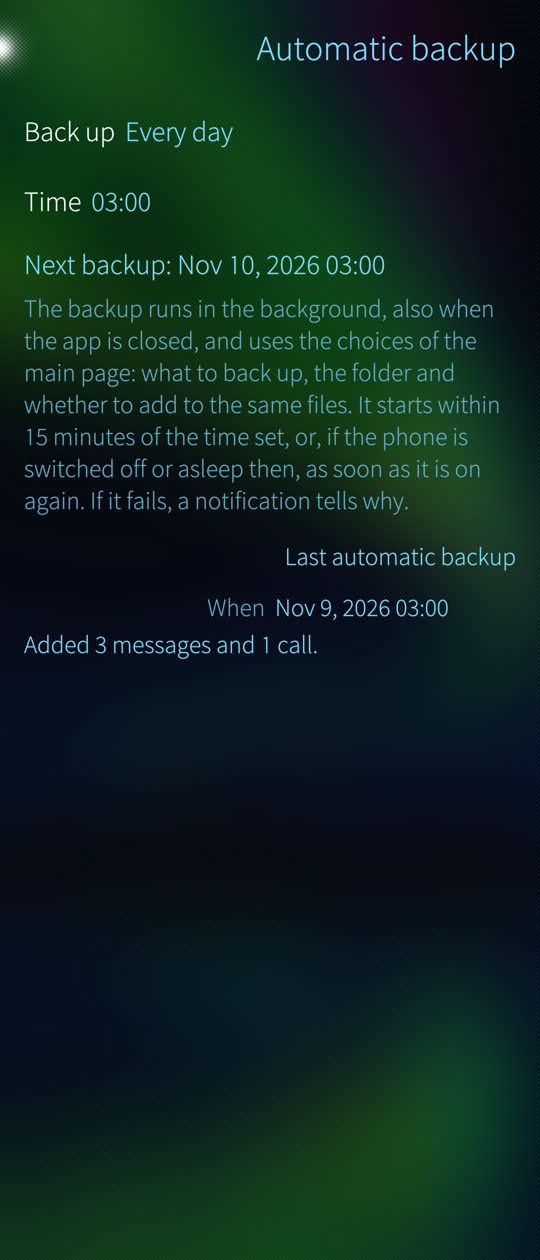 Automatic backup
Back up Every day
Time 03:00
Next backup: Nov 10, 2026 03:00
The backup runs in the background, also when
the app is closed, and uses the choices of the
main page: what to back up, the folder and
whether to add to the same files. It starts within
15 minutes of the time set, or, if the phone is
switched off or asleep then, as soon as it is on
again. If it fails, a notification tells why.
Last automatic backup
When Nov 9, 2026 03:00
Added 3 messages and 1 call.